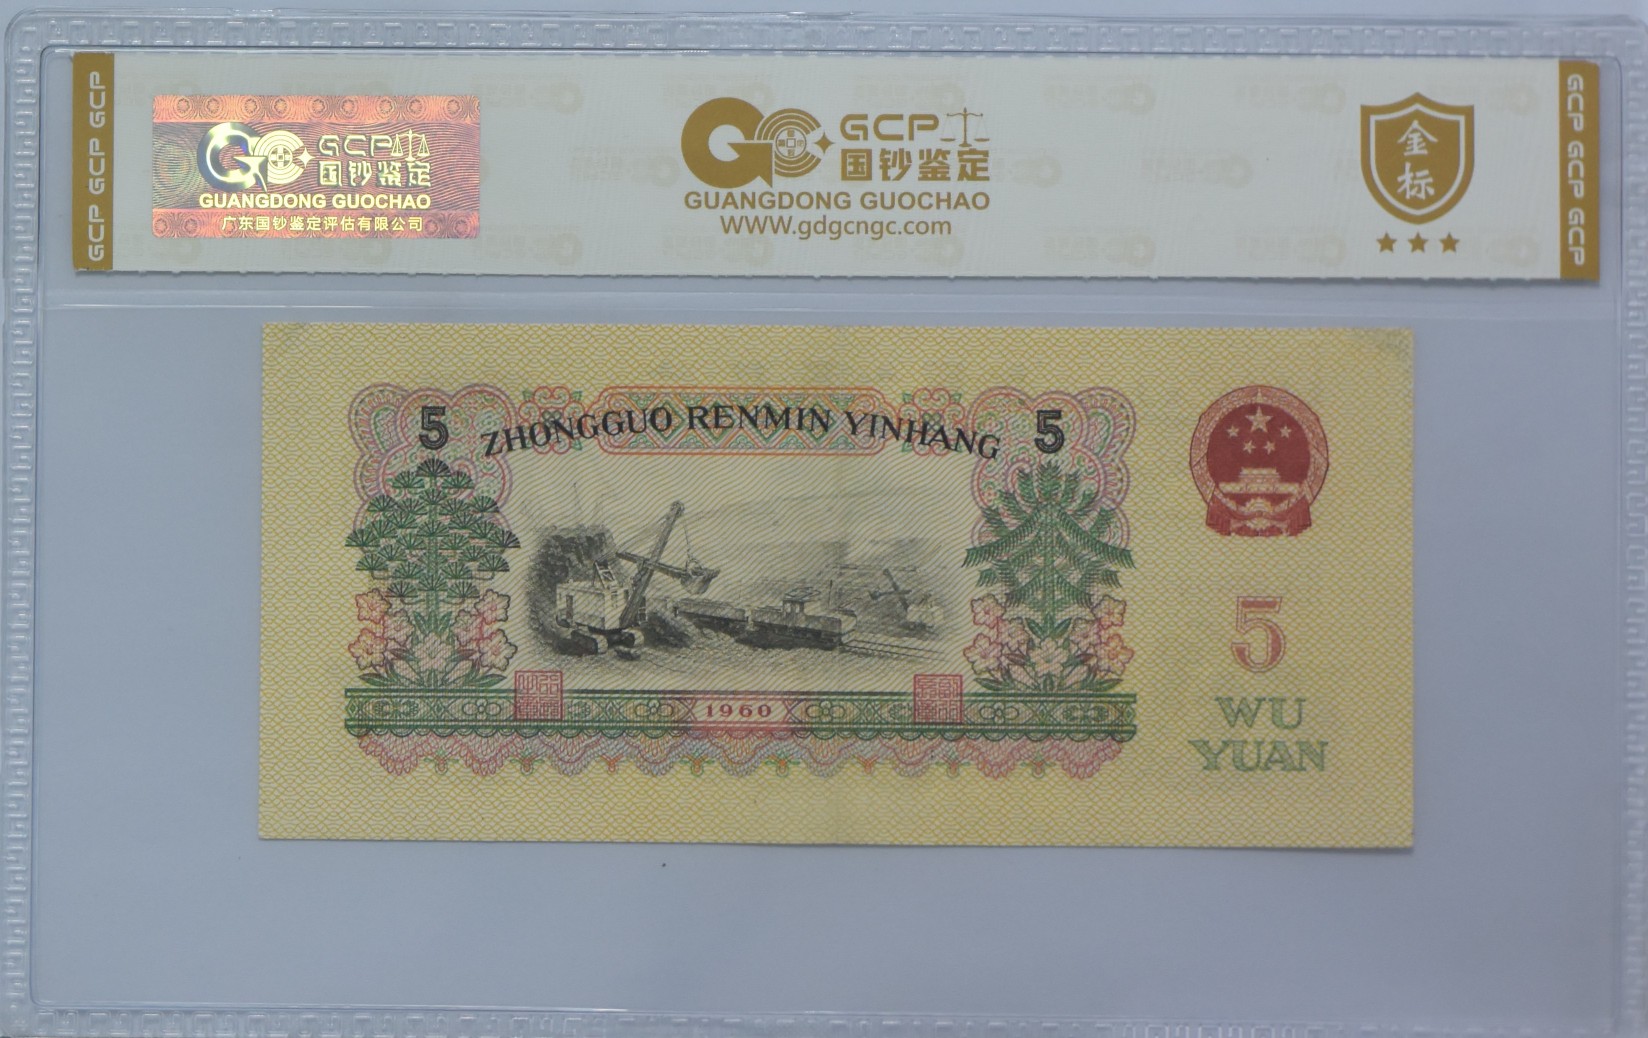 GCP GCP GCP
GCP 国钞鉴定
GUANGDONG GUOCHAO
广东国钞鉴定评估有限公司
GCP
国钞鉴定
GUANGDONG GUOCHAO
www.gdgcngc.com
金标
GCP GCP GCP
5 ZHONGGUO RENMIN YINHANG 5
1960
5
WU
YUAN